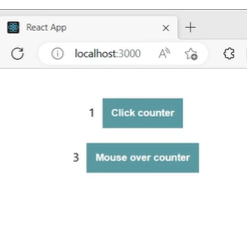 React App
localhost:3000
1 Click counter
3 Mouse over counter